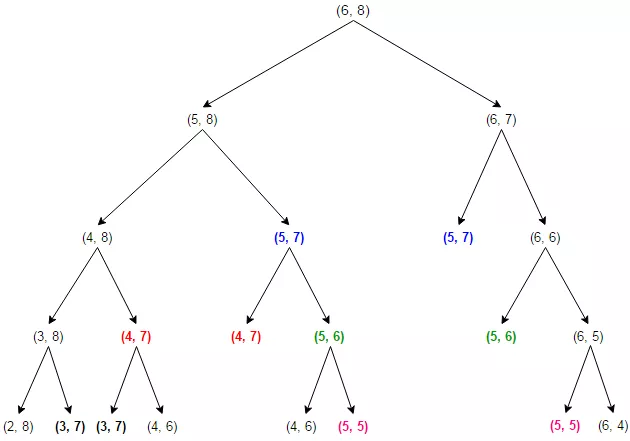 (6, 8)
(5, 8) (6, 7)
(4, 8) (5, 7) (5, 7) (6, 6)
(3, 8) (4, 7) (4, 7) (5, 6) (5, 6) (6, 5)
(2, 8) (3, 7) (3, 7) (4, 6) (4, 6) (5, 5) (5, 5) (6, 4)